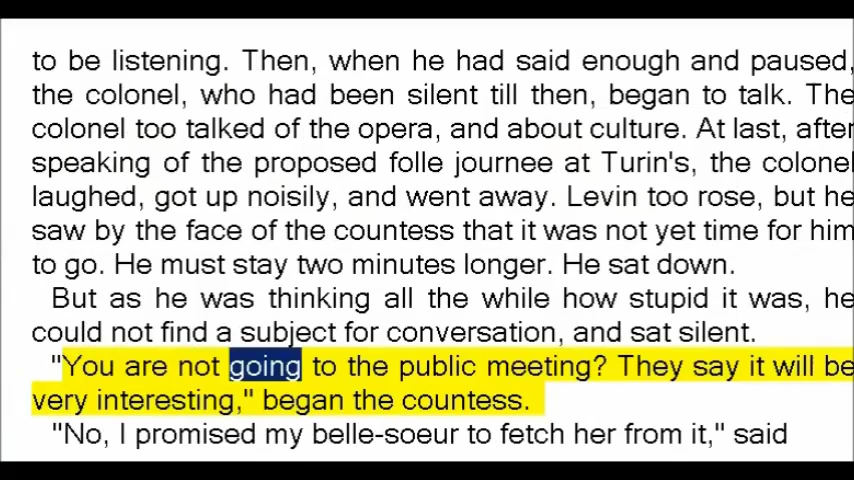 to be listening. Then, when he had said enough and paused,
the colonel, who had been silent till then, began to talk. The
colonel too talked of the opera, and about culture. At last, after
speaking of the proposed folle journee at Turin's, the colonel
laughed, got up noisily, and went away. Levin too rose, but he
saw by the face of the countess that it was not yet time for him
to go. He must stay two minutes longer. He sat down.
But as he was thinking all the while how stupid it was, he
could not find a subject for conversation, and sat silent.
"You are not going to the public meeting? They say it will be
very interesting," began the countess.
"No, I promised my belle-soeur to fetch her from it," said